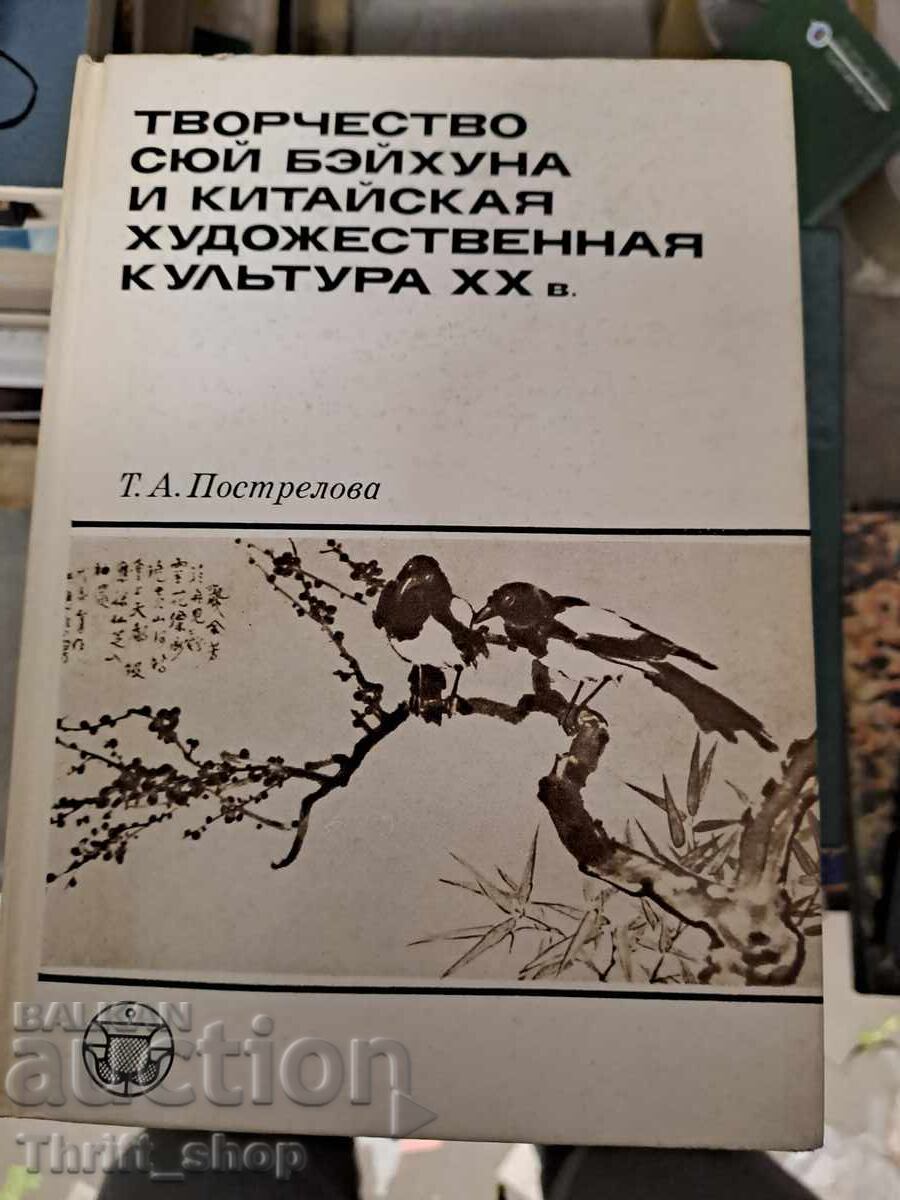 ТВОРЧЕСТВО
СЮЙ БЭЙХУНА
И КИТАЙСКАЯ
ХУДОЖЕСТВЕННАЯ
КУЛЬТУРА XX в.
Т. А. Пострелова
BALKAN
auction
Thrift_shop